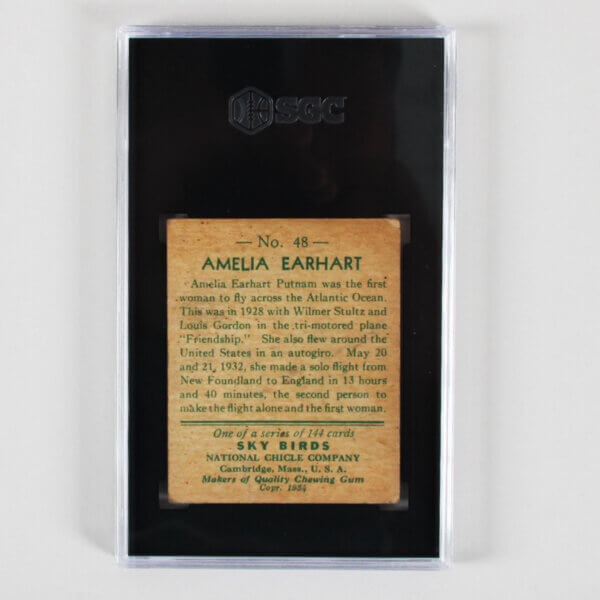 SGC
— No. 48 —
AMELIA EARHART
Amelia Earhart Putnam was the first
woman to fly across the Atlantic Ocean.
This was in 1928 with Wilmer Stultz and
Louis Gordon in the tri-motored plane
"Friendship." She also flew around the
United States in an autogiro. May 20
and 21, 1932, she made a solo flight from
New Foundland to England in 13 hours
and 40 minutes, the second person to
make the flight alone and the first woman.
One of a series of 144 cards
SKY BIRDS
NATIONAL CHICLE COMPANY
Cambridge, Mass., U. S. A.
Makers of Quality Chewing Gum
Copr. 1934